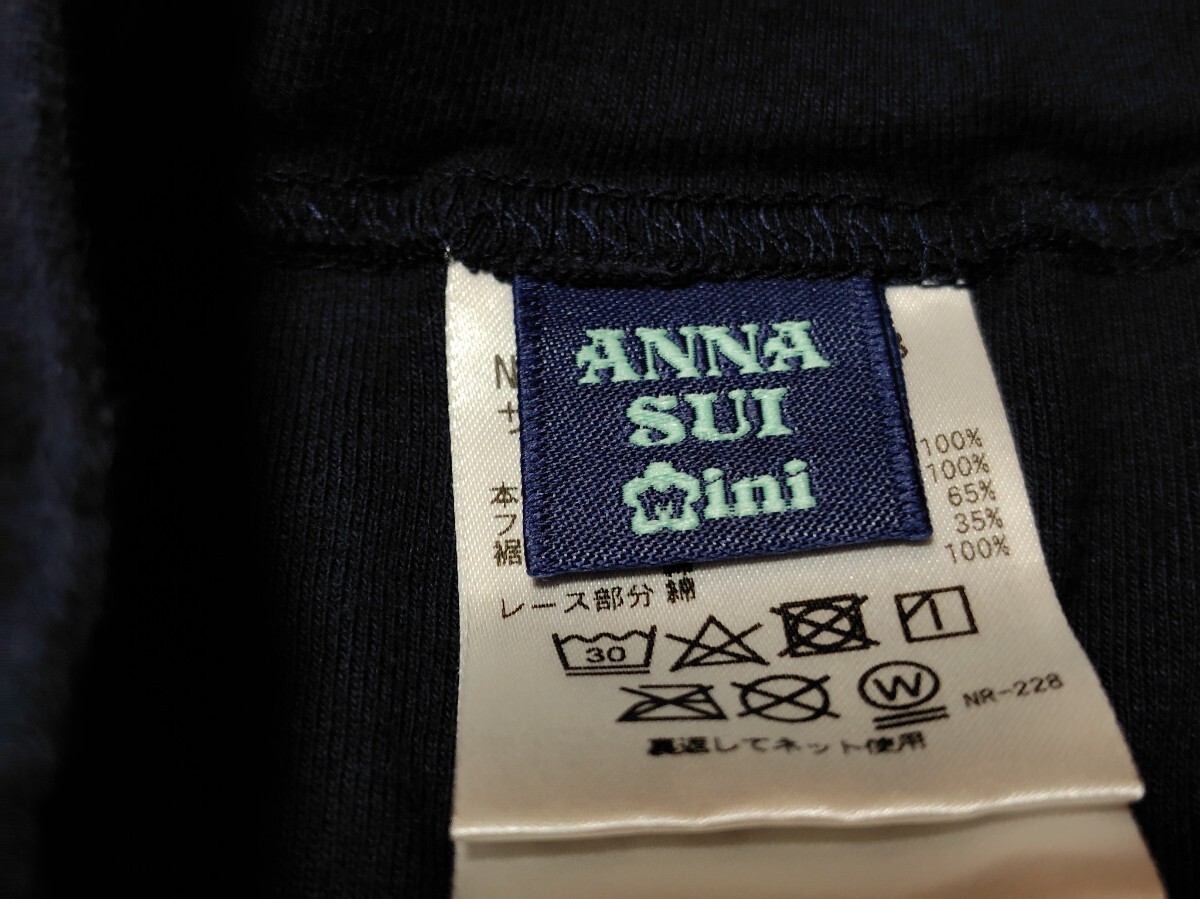 ANNA
SUI
Mini
N
サ
100%
本 100%
フ 65%
35%
裾 100%
レース部分 綿
30
W
NR-228
裏返してネット使用